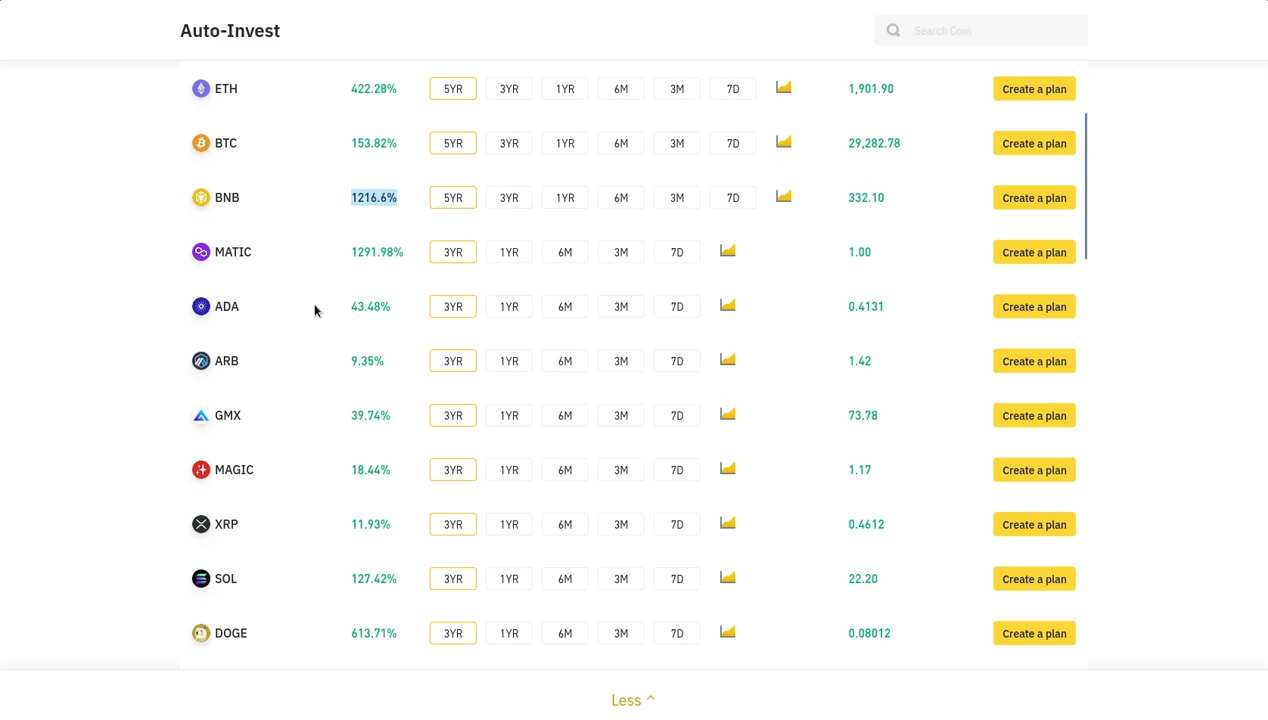 Auto-Invest Search Coin
ETH 422.28% 5YR 3YR 1YR 6M 3M 7D 1,901.90 Create a plan
BTC 153.82% 5YR 3YR 1YR 6M 3M 7D 29,282.78 Create a plan
BNB 1216.6% 5YR 3YR 1YR 6M 3M 7D 332.10 Create a plan
MATIC 1291.98% 3YR 1YR 6M 3M 7D 1.00 Create a plan
ADA 43.48% 3YR 1YR 6M 3M 7D 0.4131 Create a plan
ARB 9.35% 3YR 1YR 6M 3M 7D 1.42 Create a plan
GMX 39.74% 3YR 1YR 6M 3M 7D 73.78 Create a plan
MAGIC 18.44% 3YR 1YR 6M 3M 7D 1.17 Create a plan
XRP 11.93% 3YR 1YR 6M 3M 7D 0.4612 Create a plan
SOL 127.42% 3YR 1YR 6M 3M 7D 22.20 Create a plan
DOGE 613.71% 3YR 1YR 6M 3M 7D 0.08012 Create a plan
Less